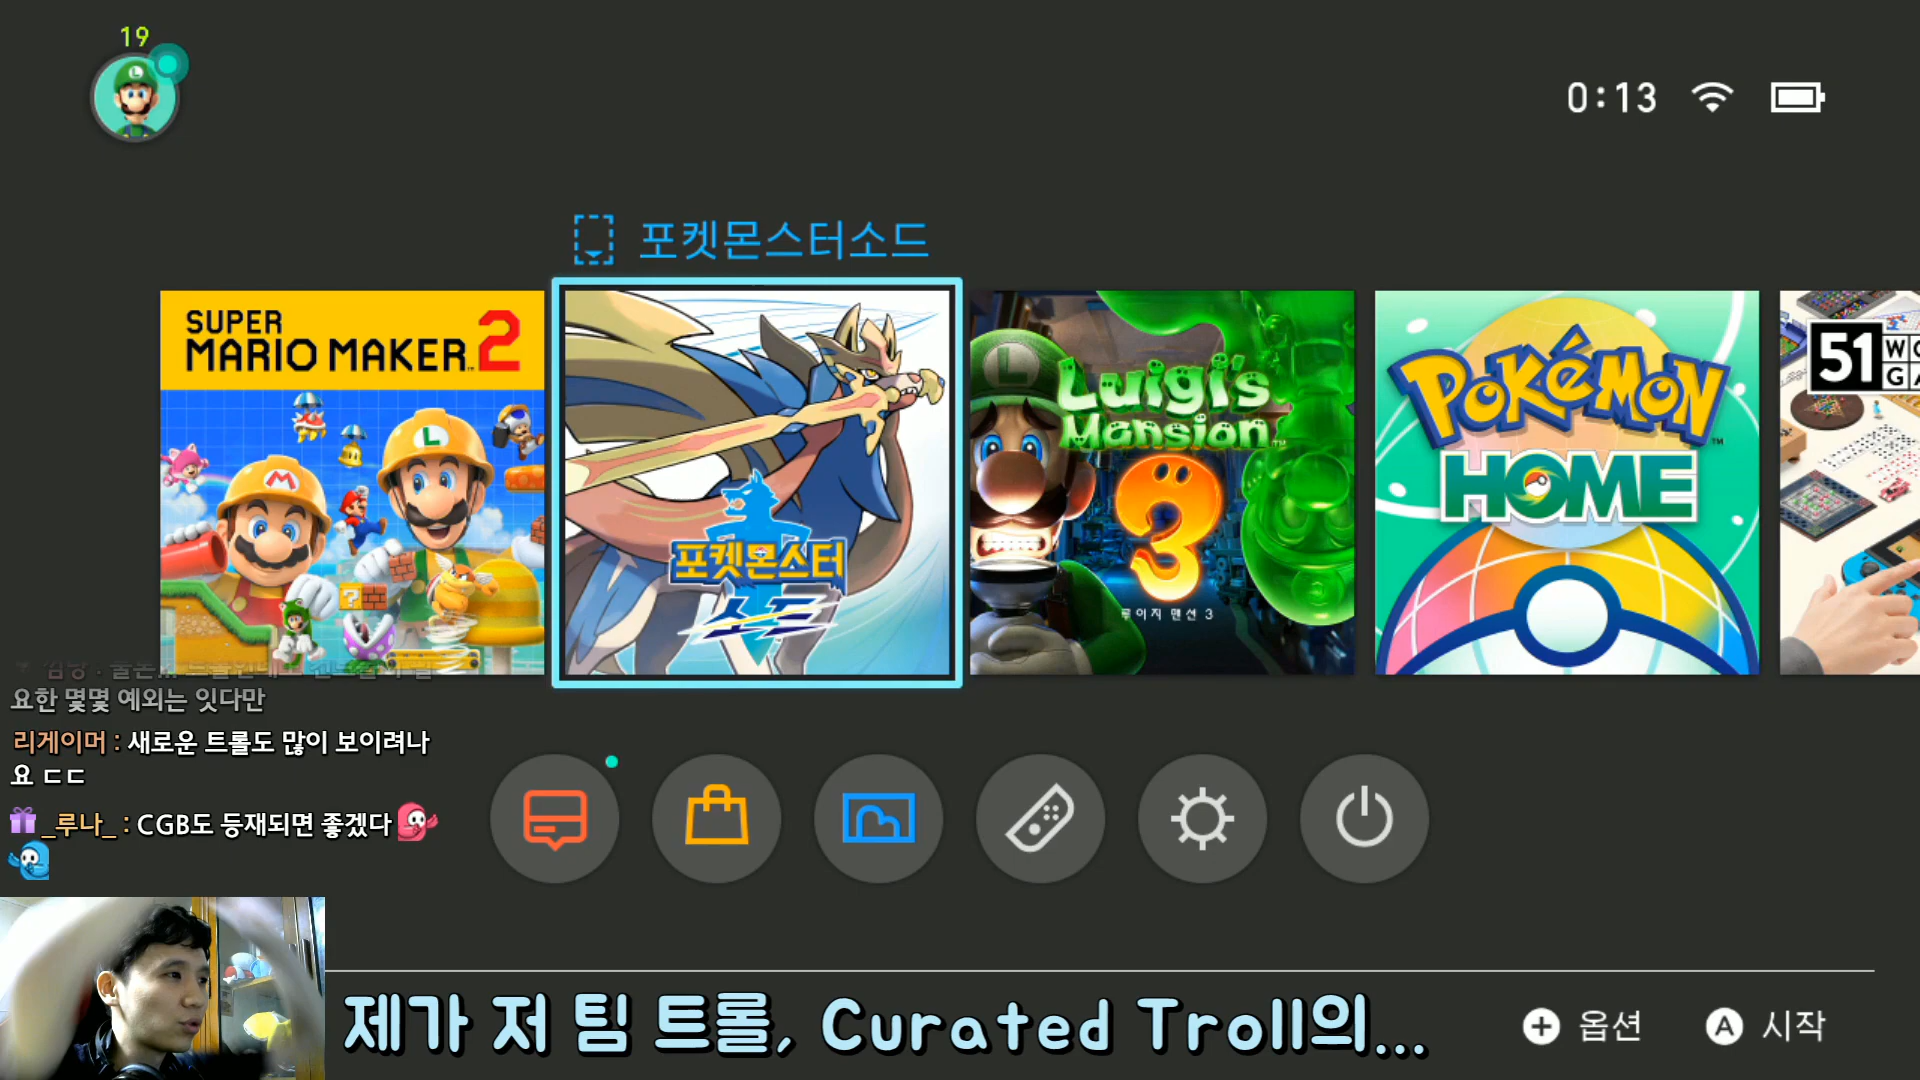 19
0:13
포켓몬스터소드
SUPER
MARIO MAKER 2
포켓몬스터
소드
Luigi's
Mansion
3
루이지 맨션 3
Pokémon
HOME
51
요한 몇몇 예외는 잇다만
리게이머 : 새로운 트롤도 많이 보이려나
요 ㄷㄷ
_루나_ : CGB도 등재되면 좋겠다
제가 저 팀 트롤, Curated Troll의...
+ 옵션
A 시작